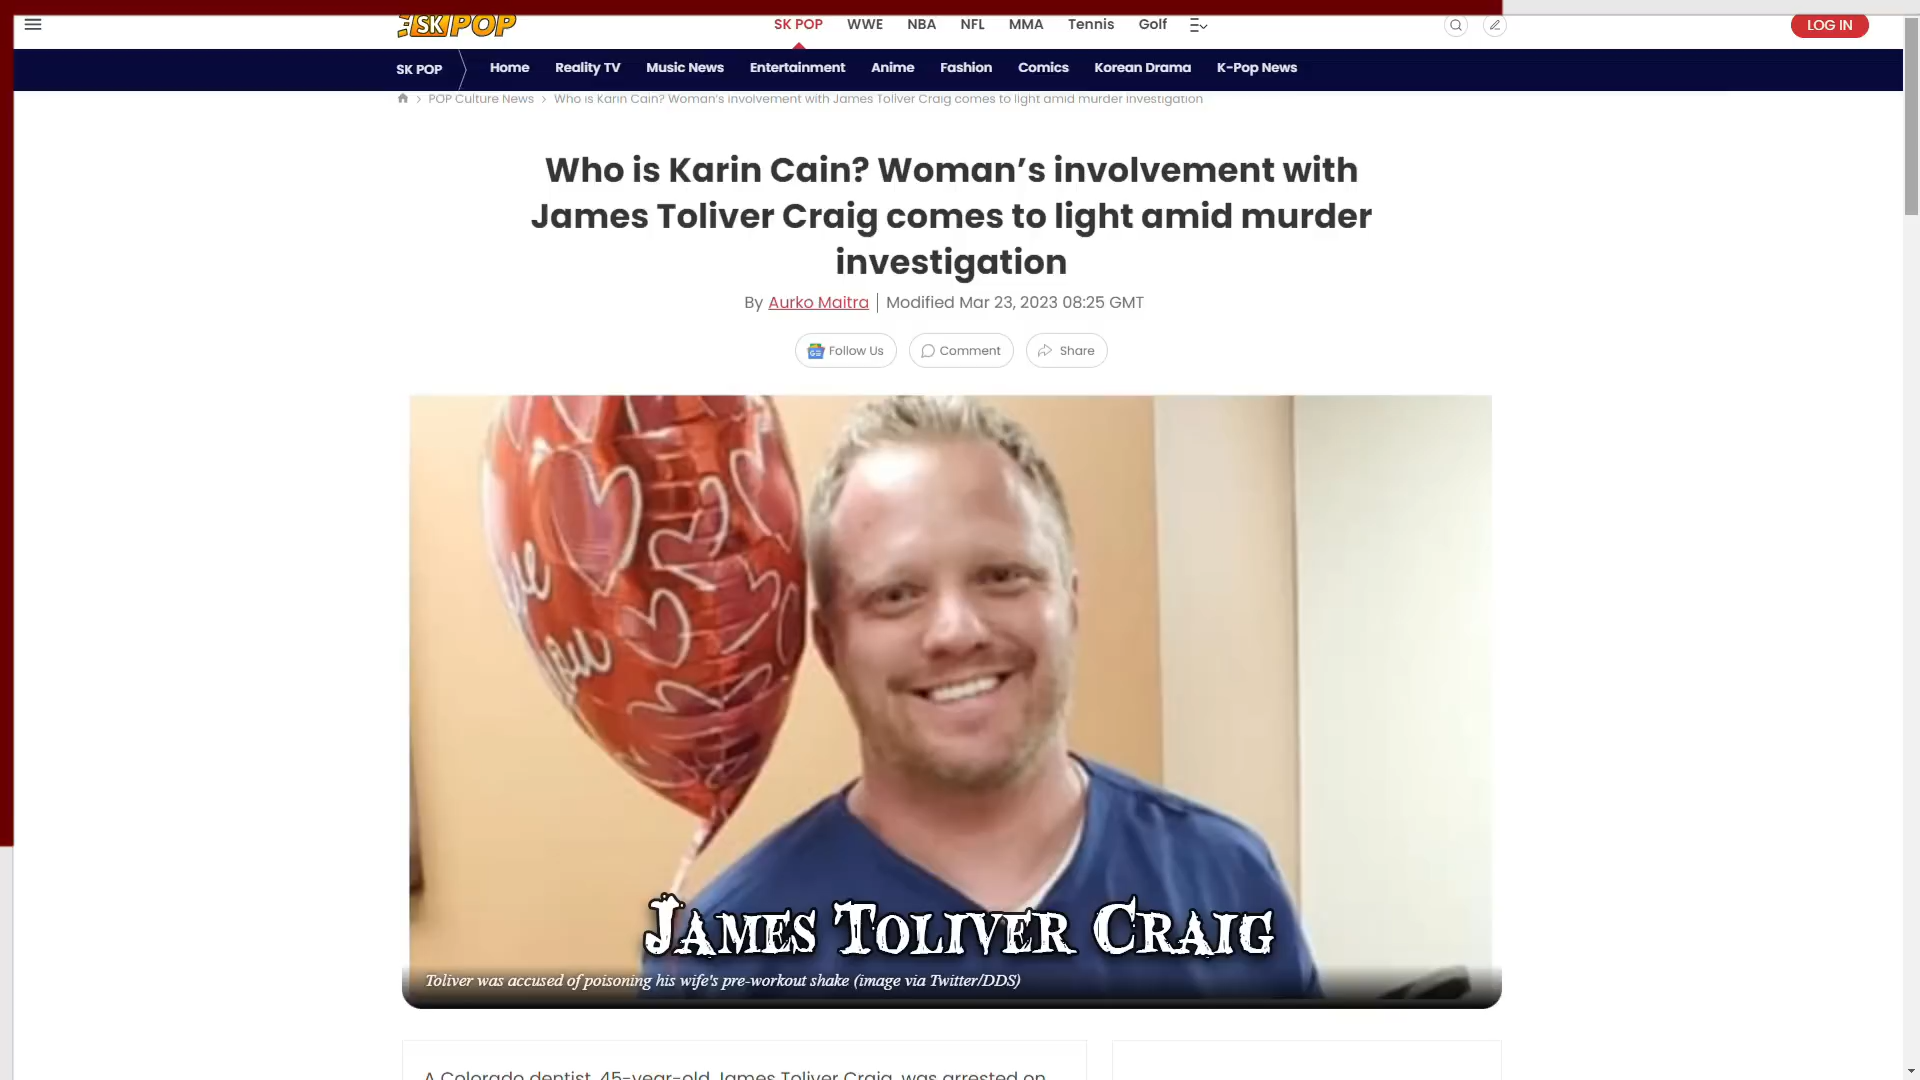 SK POP
SK POP WWE NBA NFL MMA Tennis Golf
LOG IN
SK POP Home Reality TV Music News Entertainment Anime Fashion Comics Korean Drama K-Pop News
POP Culture News Who is Karin Cain? Woman's involvement with James Toliver Craig comes to light amid murder investigation
Who is Karin Cain? Woman's involvement with
James Toliver Craig comes to light amid murder
investigation
By Aurko Maitra | Modified Mar 23, 2023 08:25 GMT
Follow Us Comment Share
James Toliver Craig
Toliver was accused of poisoning his wife's pre-workout shake (image via Twitter/DDS)
A Colorado dentist, 45-year-old James Toliver Craig, was arrested on